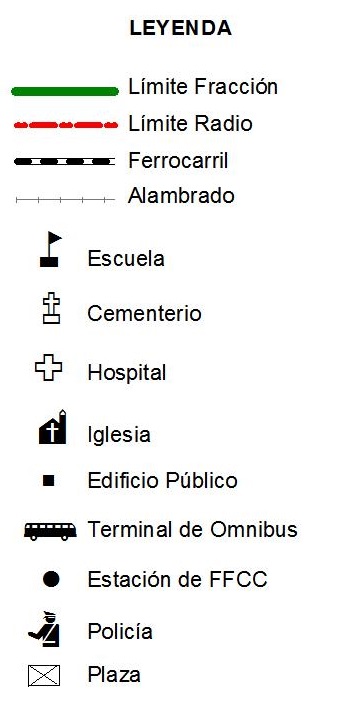 LEYENDA
Límite Fracción
Límite Radio
Ferrocarril
Alambrado
Escuela
Cementerio
Hospital
Iglesia
Edificio Público
Terminal de Omnibus
Estación de FFCC
Policía
Plaza